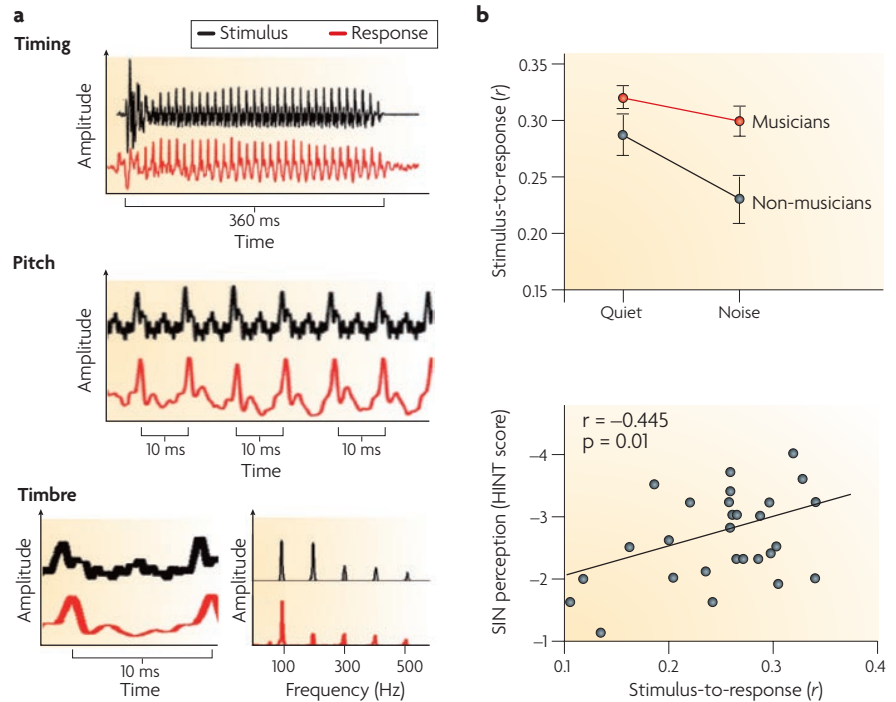 a
Stimulus Response
Timing
Amplitude
360 ms
Time
Pitch
Amplitude
10 ms 10 ms 10 ms
Time
Timbre
Amplitude
10 ms
Time
Amplitude
100 300 500
Frequency (Hz)
b
Stimulus-to-response (r)
0.35
0.30
0.25
0.20
0.15
Musicians
Non-musicians
Quiet Noise
SIN perception (HINT score)
r = –0.445
p = 0.01
–4
–3
–2
–1
0.1 0.2 0.3 0.4
Stimulus-to-response (r)